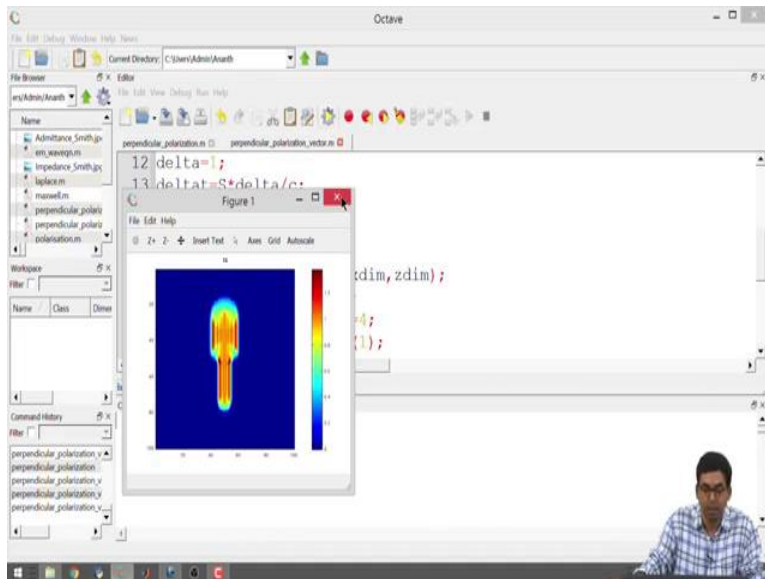 Octave
File Edit Debug Window Help News
Current Directory: C:\Users\Admin\Ananth
File Browser
Editor
ers/Admin/Ananth
File Edit View Debug Run Help
Name
Admittance_Smith.jp
em_waveqn.m
Impedance_Smith.jpg
laplace.m
maxwell.m
perpendicular_polariz
perpendicular_polariz
polarisation.m
perpendicular_polarization.m
perpendicular_polarization_vector.m
12 delta=1;
13 deltat=S*delta/c;
Figure 1
File Edit Help
Z+ Z- Insert Text Axes Grid Autoscale
dim,zdim);
=4;
(1);
Workspace
Filter
Name Class Dimen
Command History
Filter
perpendicular_polarization_v
perpendicular_polarization
perpendicular_polarization_v
perpendicular_polarization_v
perpendicular_polarization_v